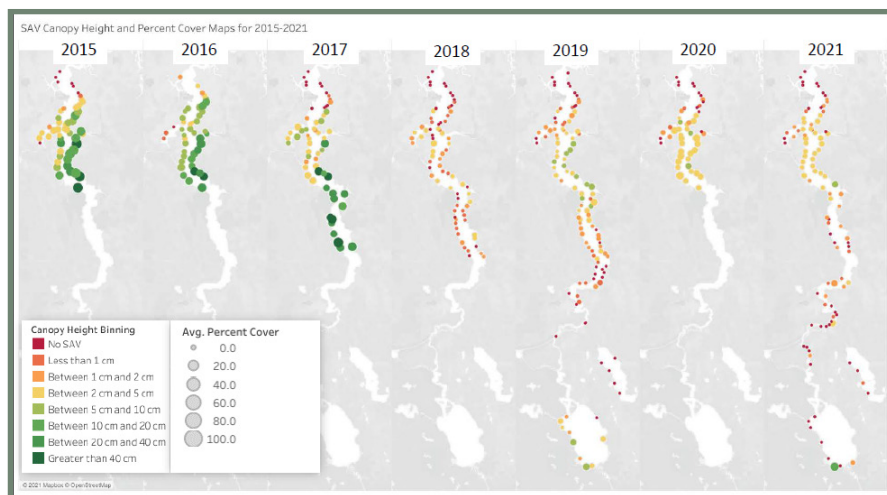 SAV Canopy Height and Percent Cover Maps for 2015-2021
2015 2016 2017 2018 2019 2020 2021
Canopy Height Binning
No SAV
Less than 1 cm
Between 1 cm and 2 cm
Between 2 cm and 5 cm
Between 5 cm and 10 cm
Between 10 cm and 20 cm
Between 20 cm and 40 cm
Greater than 40 cm
Avg. Percent Cover
0.0
20.0
40.0
60.0
80.0
100.0
© 2021 Mapbox © OpenStreetMap